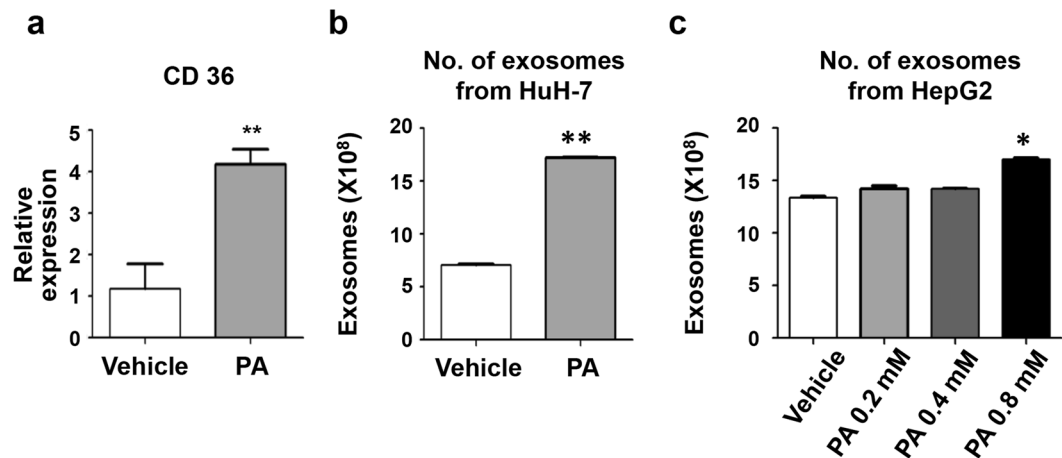 a
CD 36
Relative
expression
5
4
3
2
1
0
**
Vehicle
PA
b
No. of exosomes
from HuH-7
Exosomes (X10⁸)
20
15
10
5
0
**
Vehicle
PA
c
No. of exosomes
from HepG2
Exosomes (X10⁸)
20
15
10
5
0
*
Vehicle
PA 0.2 mM
PA 0.4 mM
PA 0.8 mM